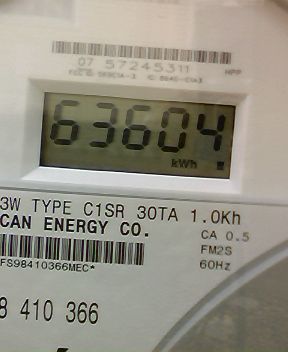 07 57245311
HPP
63604
kWh
3W TYPE C1SR 30TA 1.0Kh
CAN ENERGY CO.
CA 0.5
FM2S
60Hz
FS98410366MEC*
8 410 366